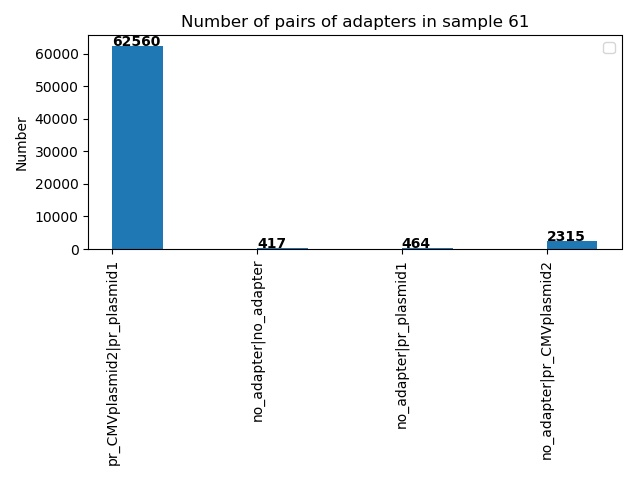 Number of pairs of adapters in sample 61
Number
60000
50000
40000
30000
20000
10000
0
62560
417
464
2315
pr_CMVplasmid2|pr_plasmid1
no_adapter|no_adapter
no_adapter|pr_plasmid1
no_adapter|pr_CMVplasmid2